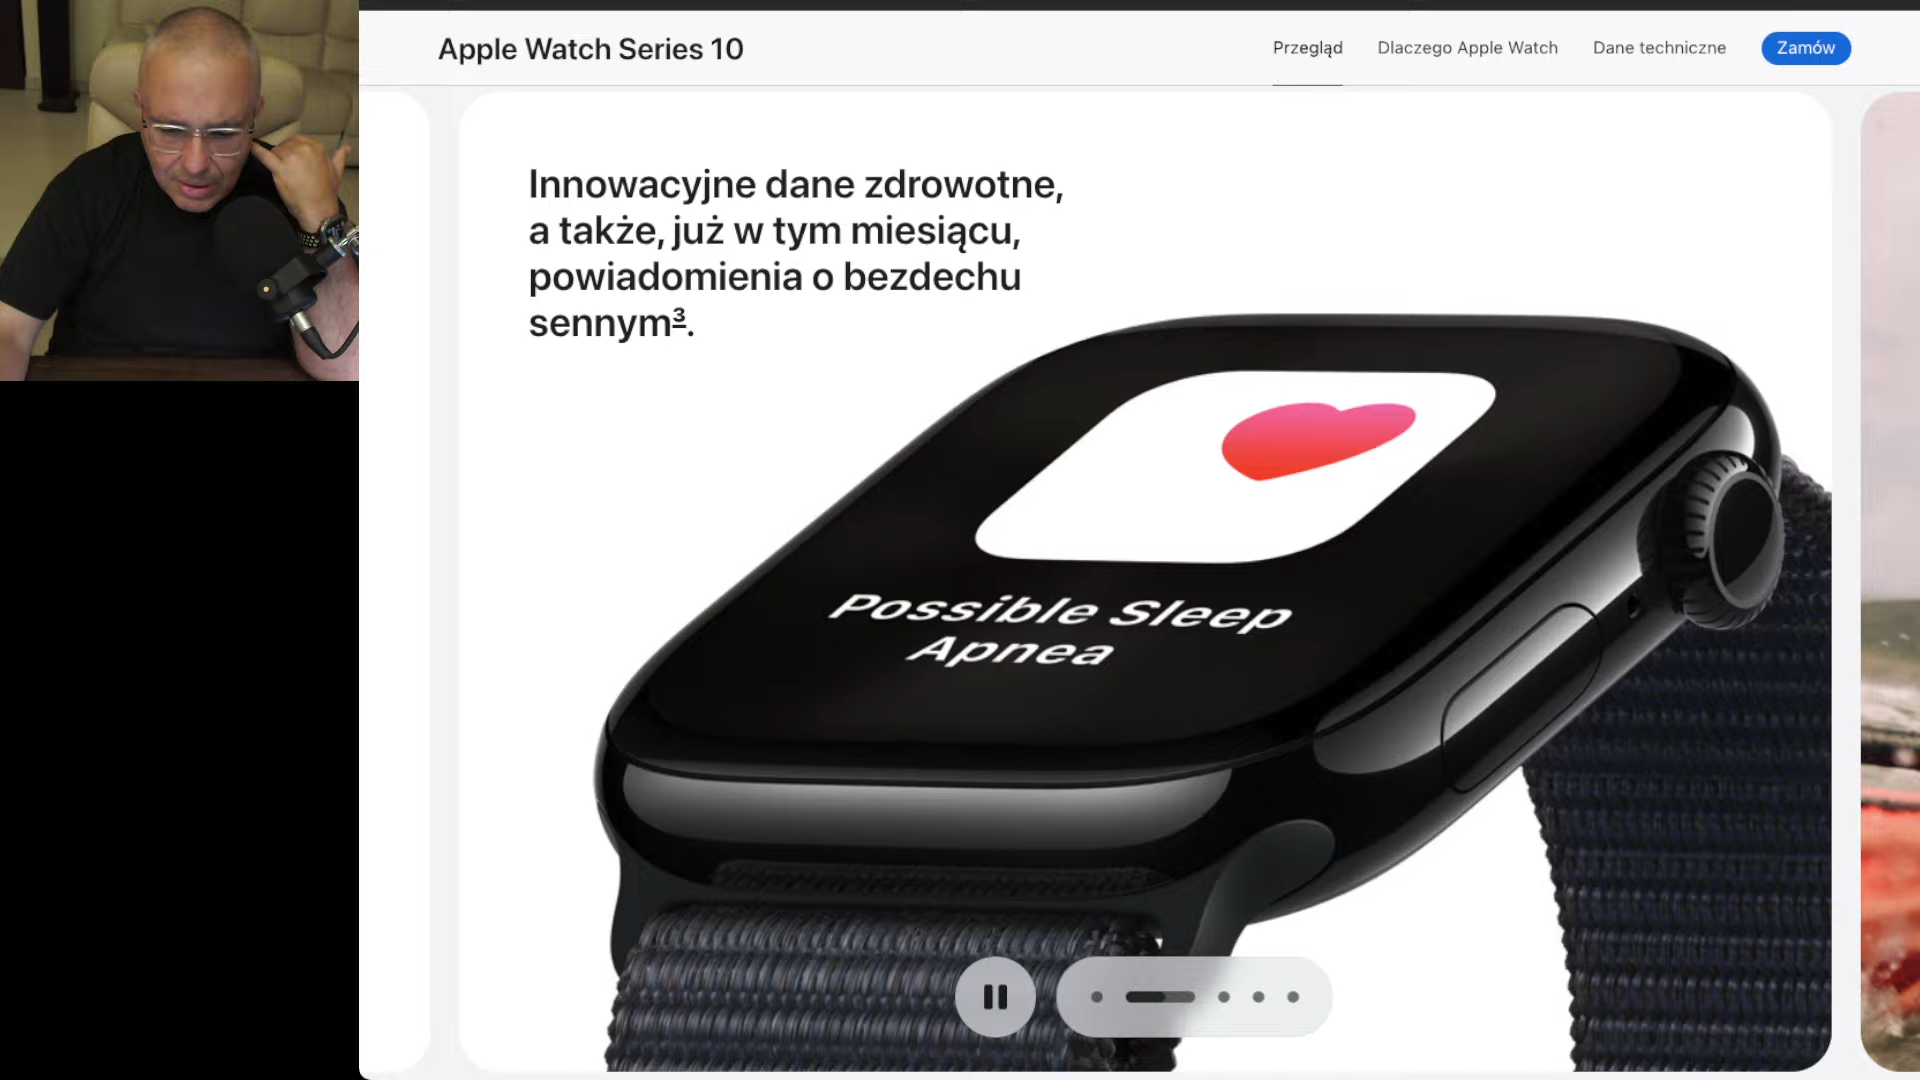 Apple Watch Series 10
Przegląd
Dlaczego Apple Watch
Dane techniczne
Zamów
Innowacyjne dane zdrowotne,
a także, już w tym miesiącu,
powiadomienia o bezdechu
sennym³.
Possible Sleep
Apnea